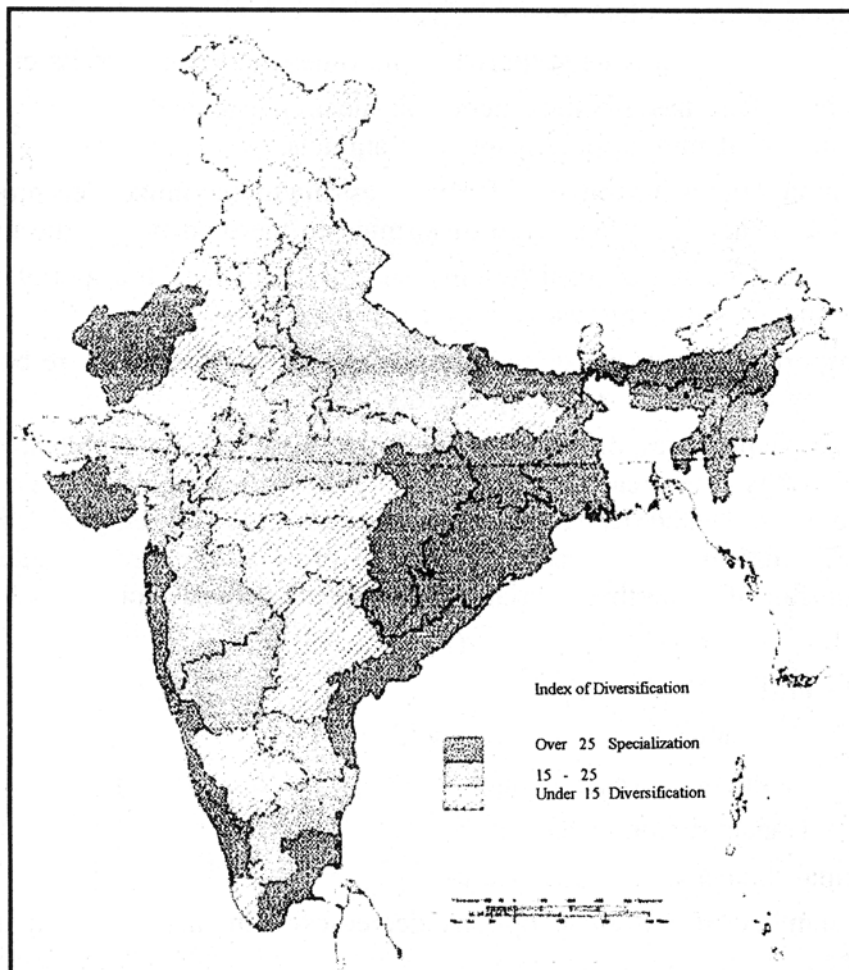 Index of Diversification
Over 25 Specialization
15 - 25
Under 15 Diversification